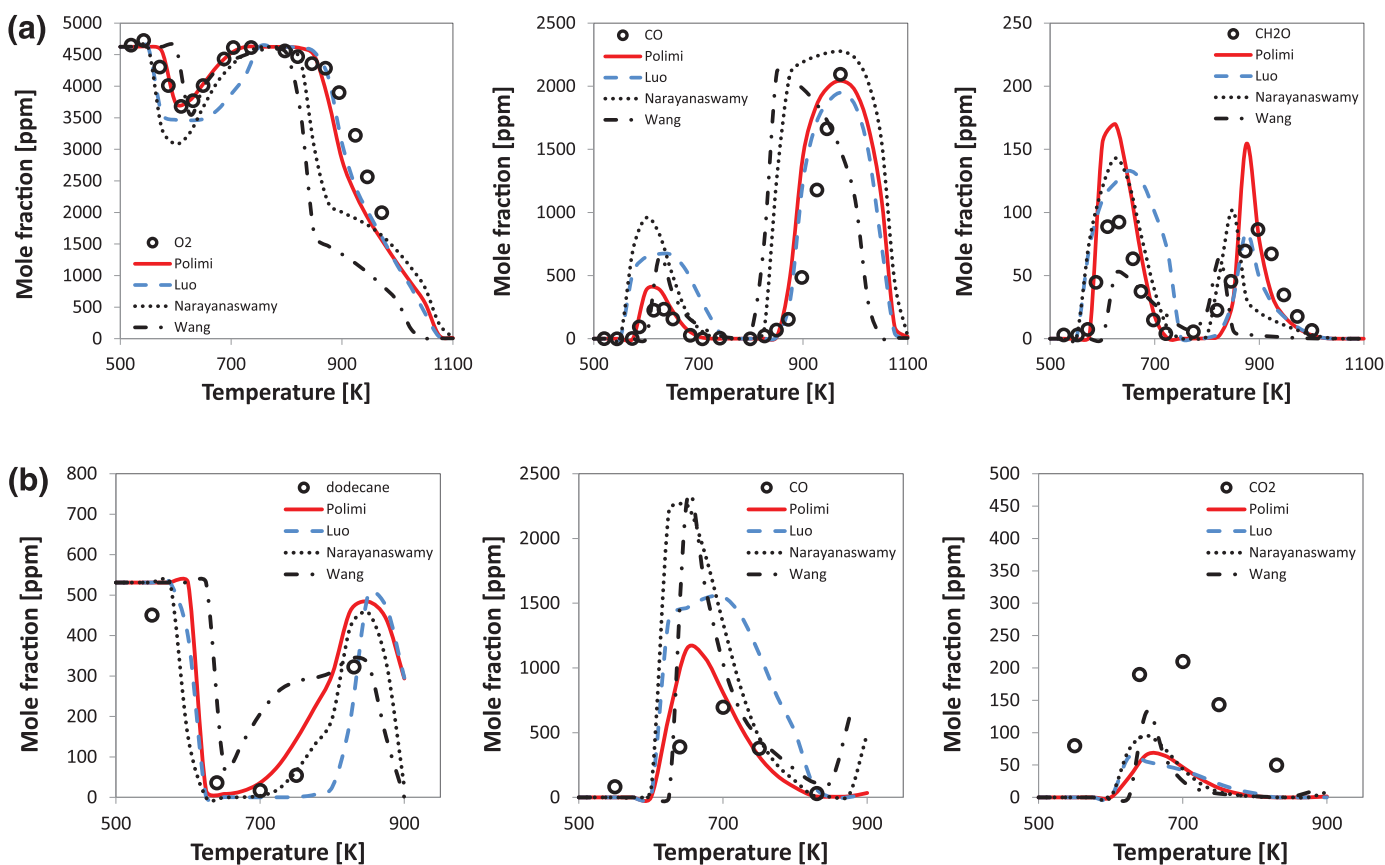 (a)
Mole fraction [ppm]
5000
4500
4000
3500
3000
2500
2000
1500
1000
500
0
O2
Polimi
Luo
Narayanaswamy
Wang
500 700 900 1100
Temperature [K]
Mole fraction [ppm]
2500
2000
1500
1000
500
0
CO
Polimi
Luo
Narayanaswamy
Wang
500 700 900 1100
Temperature [K]
Mole fraction [ppm]
250
200
150
100
50
0
CH2O
Polimi
Luo
Narayanaswamy
Wang
500 700 900 1100
Temperature [K]
(b)
Mole fraction [ppm]
800
700
600
500
400
300
200
100
0
dodecane
Polimi
Luo
Narayanaswamy
Wang
500 700 900
Temperature [K]
Mole fraction [ppm]
2500
2000
1500
1000
500
0
CO
Polimi
Luo
Narayanaswamy
Wang
500 700 900
Temperature [K]
Mole fraction [ppm]
500
450
400
350
300
250
200
150
100
50
0
CO2
Polimi
Luo
Narayanaswamy
Wang
500 700 900
Temperature [K]